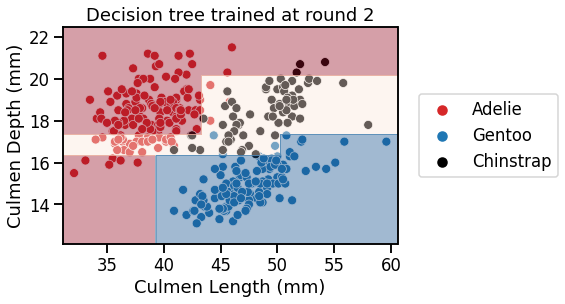 Decision tree trained at round 2
Culmen Depth (mm)
22
20
18
16
14
35
40
45
50
55
60
Culmen Length (mm)
Adelie
Gentoo
Chinstrap